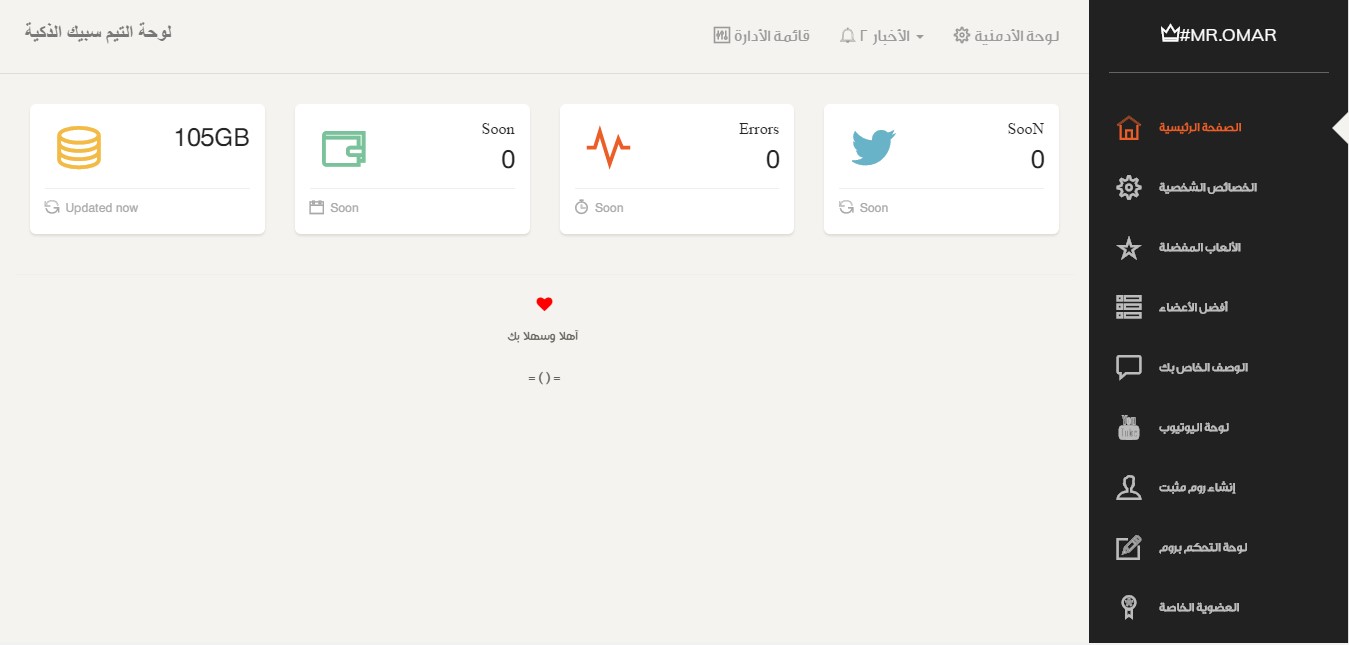 #MR.OMAR
الصفحة الرئيسية
الخصائص الشخصية
الألعاب المفضلة
أفضل الأعضاء
الوصف الخاص بك
لوحة اليوتيوب
إنشاء روم مثبت
لوحة التحكم بروم
العضوية الخاصة
لوحة الأدمنية
الأخبار ٢
قائمة الأدارة
لوحة التيم سبيك الذكية
SooN
0
Soon
Errors
0
Soon
Soon
0
Soon
105GB
Updated now
آهلا وسهلا بك
= ( ) =